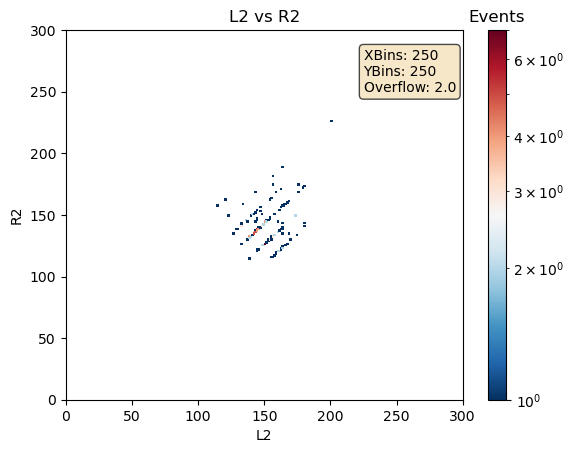 L2 vs R2
Events
XBins: 250
YBins: 250
Overflow: 2.0
300
250
200
150
100
50
0
R2
0
50
100
150
200
250
300
L2
6 × 10⁰
4 × 10⁰
3 × 10⁰
2 × 10⁰
10⁰